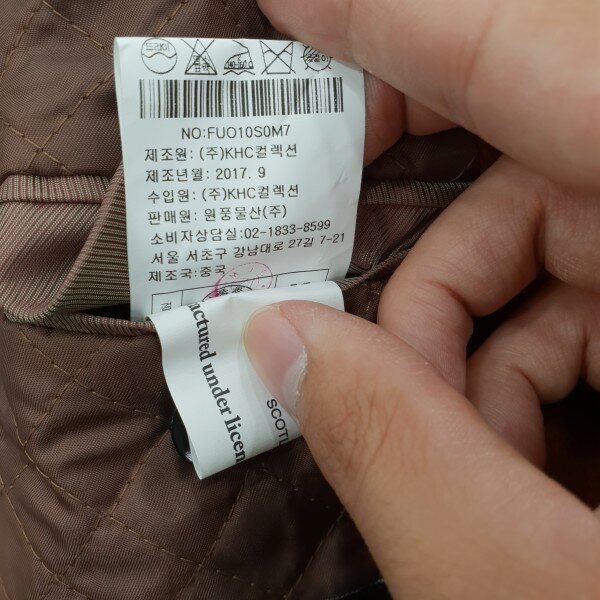 드라이
NO:FUO10S0M7
제조원: (주)KHC컬렉션
제조년월: 2017. 9
수입원: (주)KHC컬렉션
판매원: 원풍물산(주)
소비자상담실:02-1833-8599
서울 서초구 강남대로 27길 7-21
제조국:중국
under licen
SCOTL